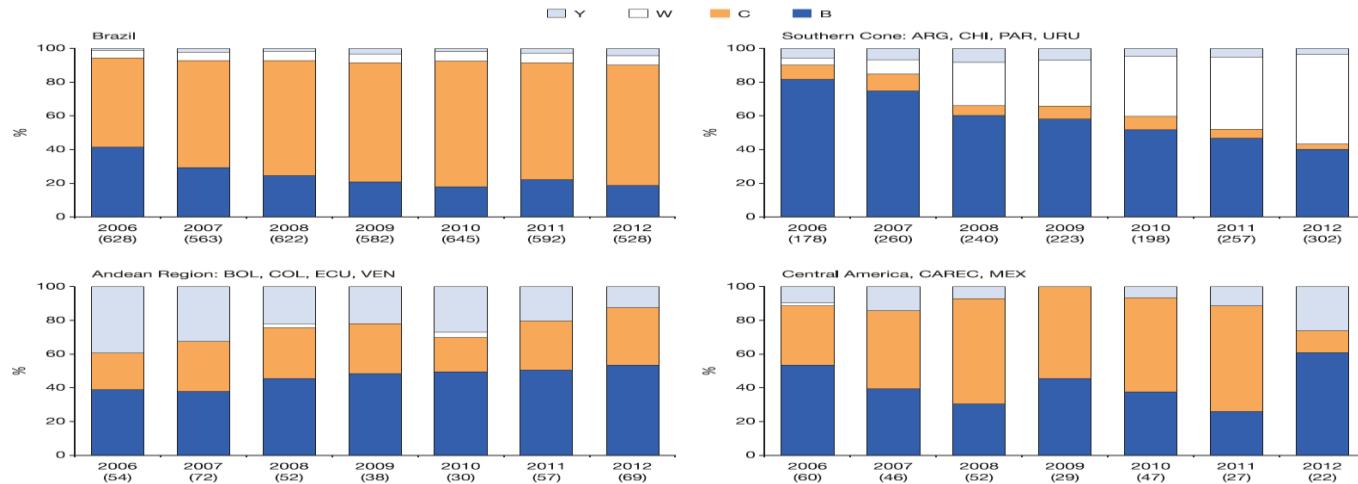 Y W C B
Brazil
%
100
80
60
40
20
0
2006 2007 2008 2009 2010 2011 2012
(628) (563) (622) (582) (645) (592) (528)
Southern Cone: ARG, CHI, PAR, URU
%
100
80
60
40
20
0
2006 2007 2008 2009 2010 2011 2012
(178) (260) (240) (223) (198) (257) (302)
Andean Region: BOL, COL, ECU, VEN
%
100
80
60
40
20
0
2006 2007 2008 2009 2010 2011 2012
(54) (72) (52) (38) (30) (57) (69)
Central America, CAREC, MEX
%
100
80
60
40
20
0
2006 2007 2008 2009 2010 2011 2012
(60) (46) (52) (29) (47) (27) (22)